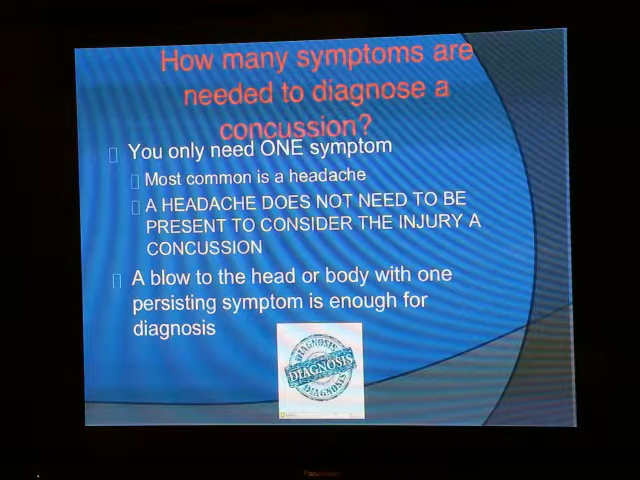 How many symptoms are
needed to diagnose a
concussion?
You only need ONE symptom
Most common is a headache
A HEADACHE DOES NOT NEED TO BE
PRESENT TO CONSIDER THE INJURY A
CONCUSSION
A blow to the head or body with one
persisting symptom is enough for
diagnosis
DIAGNOSIS
DIAGNOSIS
DIAGNOSIS